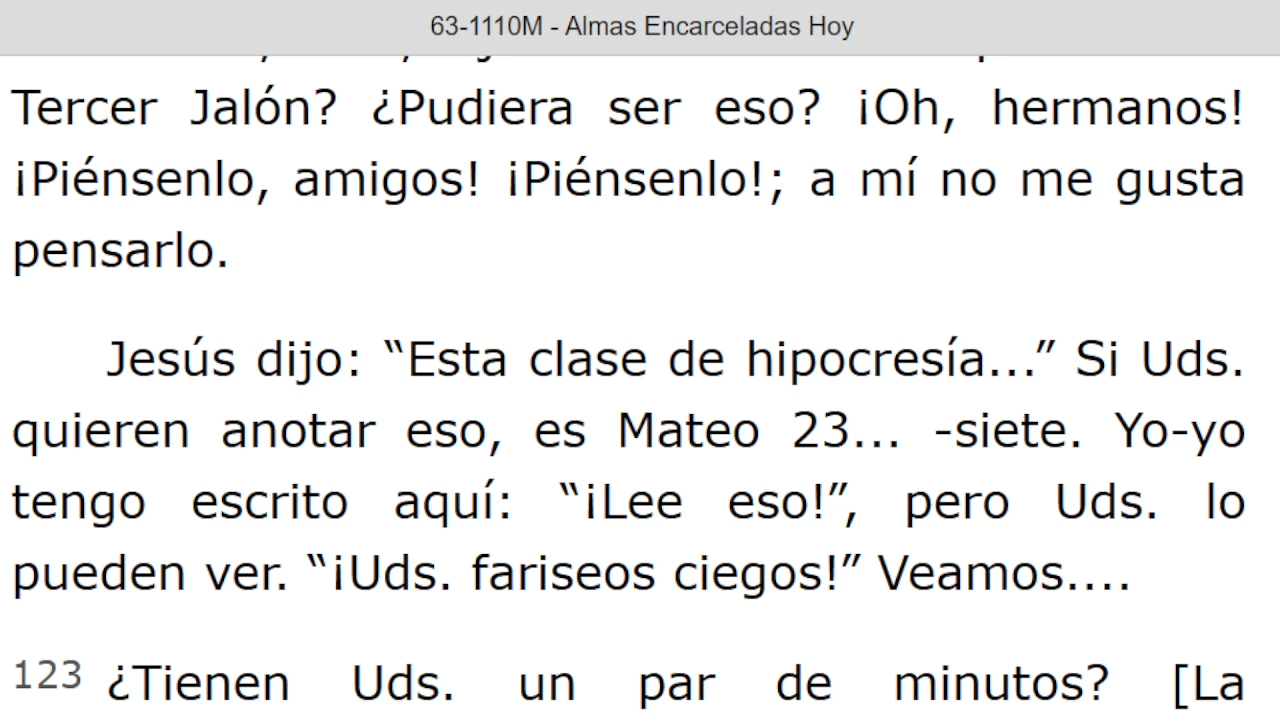 63-1110M - Almas Encarceladas Hoy
Tercer Jalón? ¿Pudiera ser eso? ¡Oh, hermanos!
¡Piénsenlo, amigos! ¡Piénsenlo!; a mí no me gusta
pensarlo.
Jesús dijo: “Esta clase de hipocresía...” Si Uds.
quieren anotar eso, es Mateo 23... -siete. Yo-yo
tengo escrito aquí: “¡Lee eso!”, pero Uds. lo
pueden ver. “¡Uds. fariseos ciegos!” Veamos....
123 ¿Tienen Uds. un par de minutos? [La